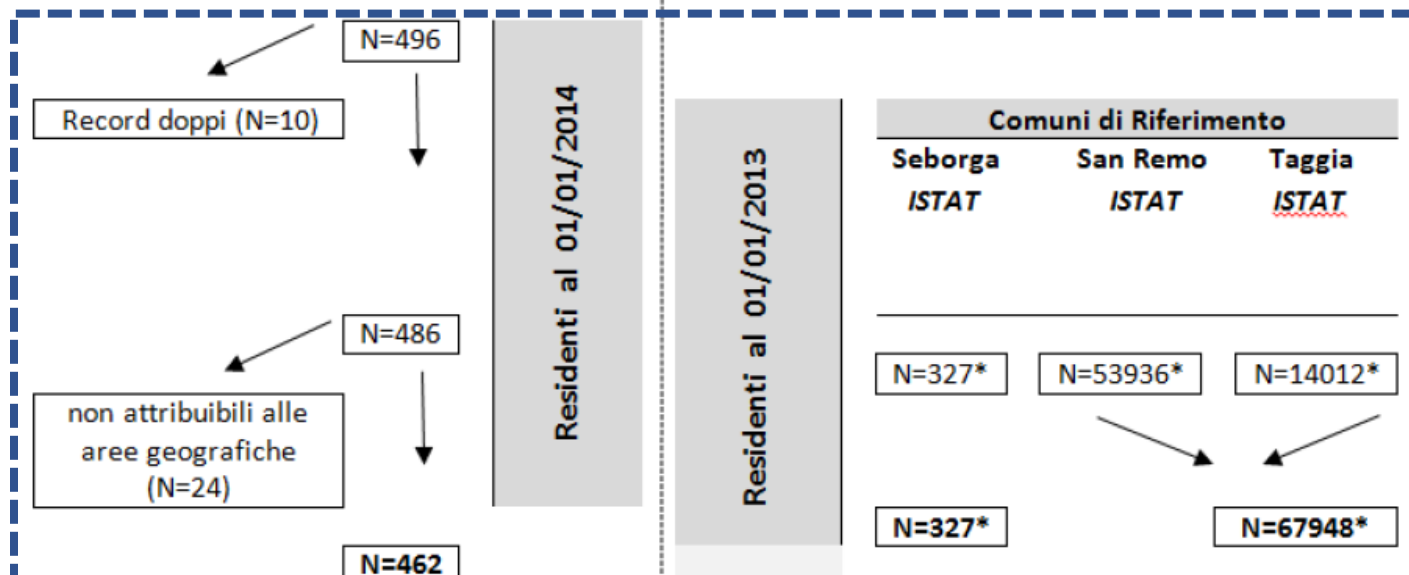 N=496
Record doppi (N=10)
N=486
non attribuibili alle
aree geografiche
(N=24)
N=462
Residenti al 01/01/2014
Residenti al 01/01/2013
Comuni di Riferimento
Seborga San Remo Taggia
ISTAT ISTAT ISTAT
N=327* N=53936* N=14012*
N=327* N=67948*